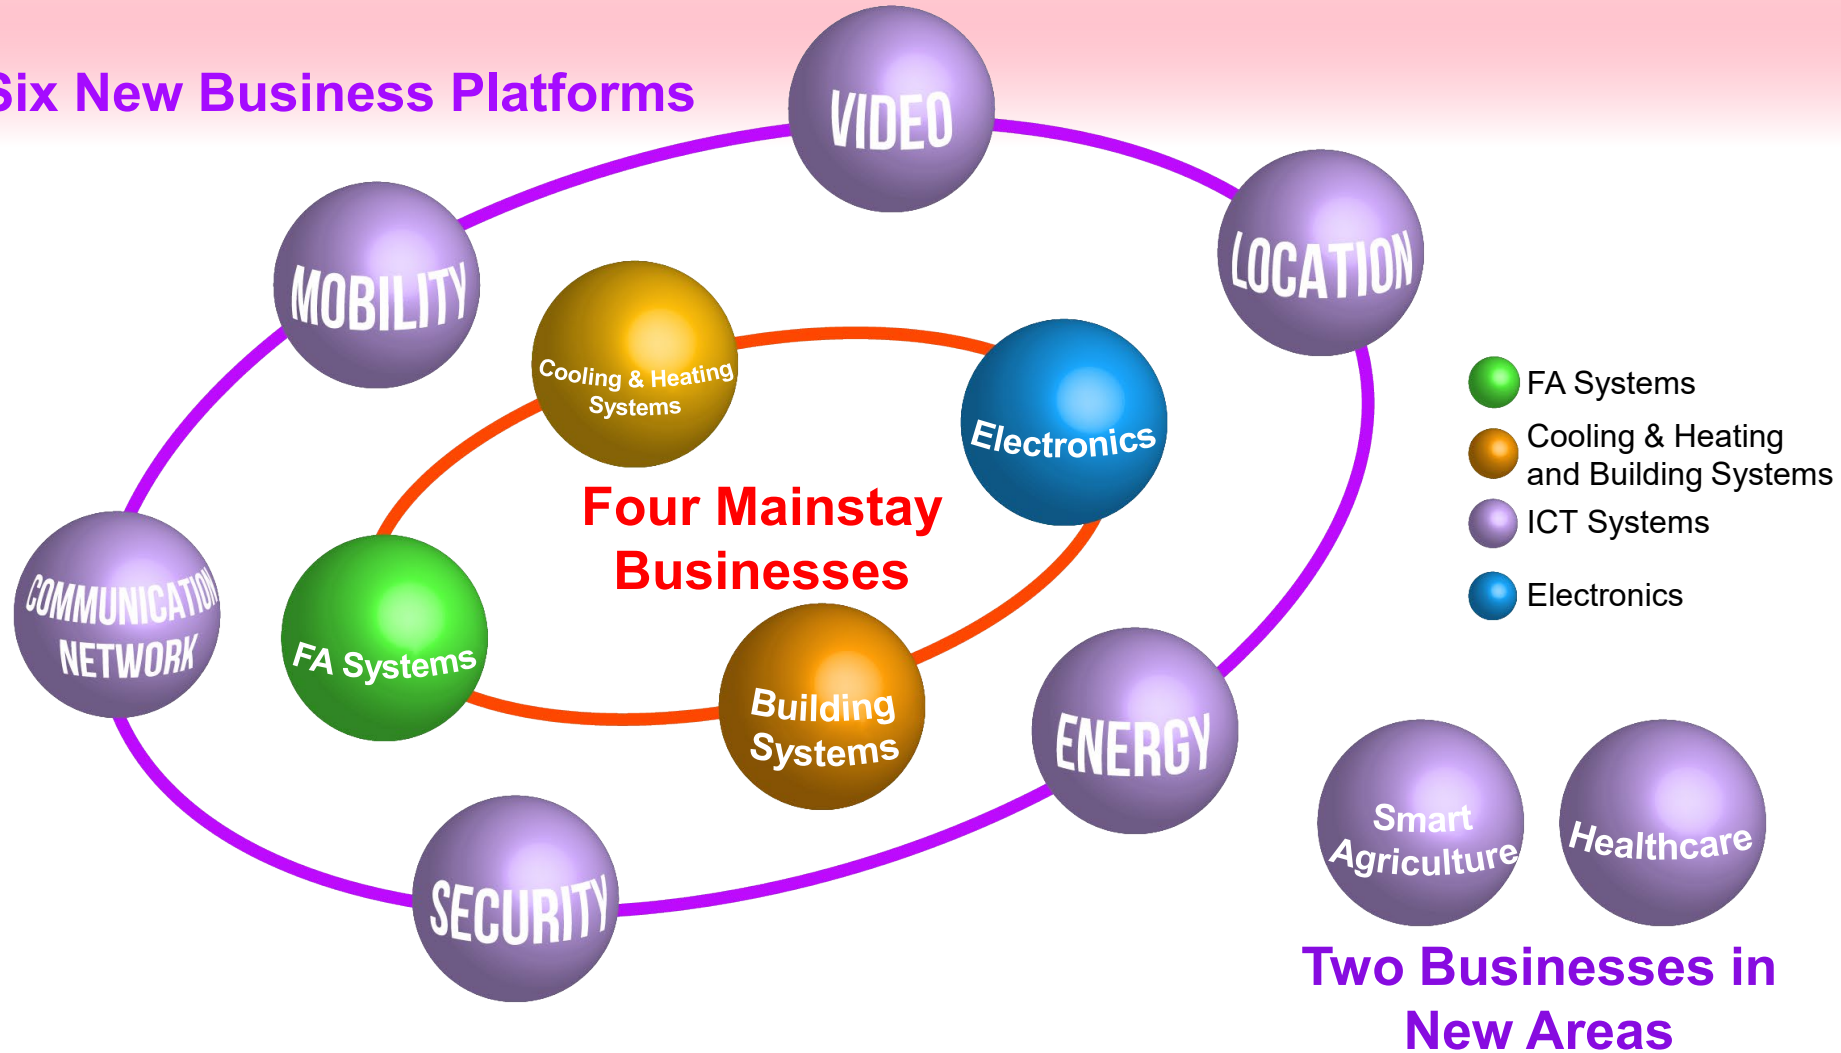 Six New Business Platforms
VIDEO
LOCATION
MOBILITY
Cooling & Heating
Systems
Electronics
Four Mainstay
Businesses
COMMUNICATION
NETWORK
FA Systems
Building
Systems
ENERGY
SECURITY
FA Systems
Cooling & Heating
and Building Systems
ICT Systems
Electronics
Smart
Agriculture
Healthcare
Two Businesses in
New Areas